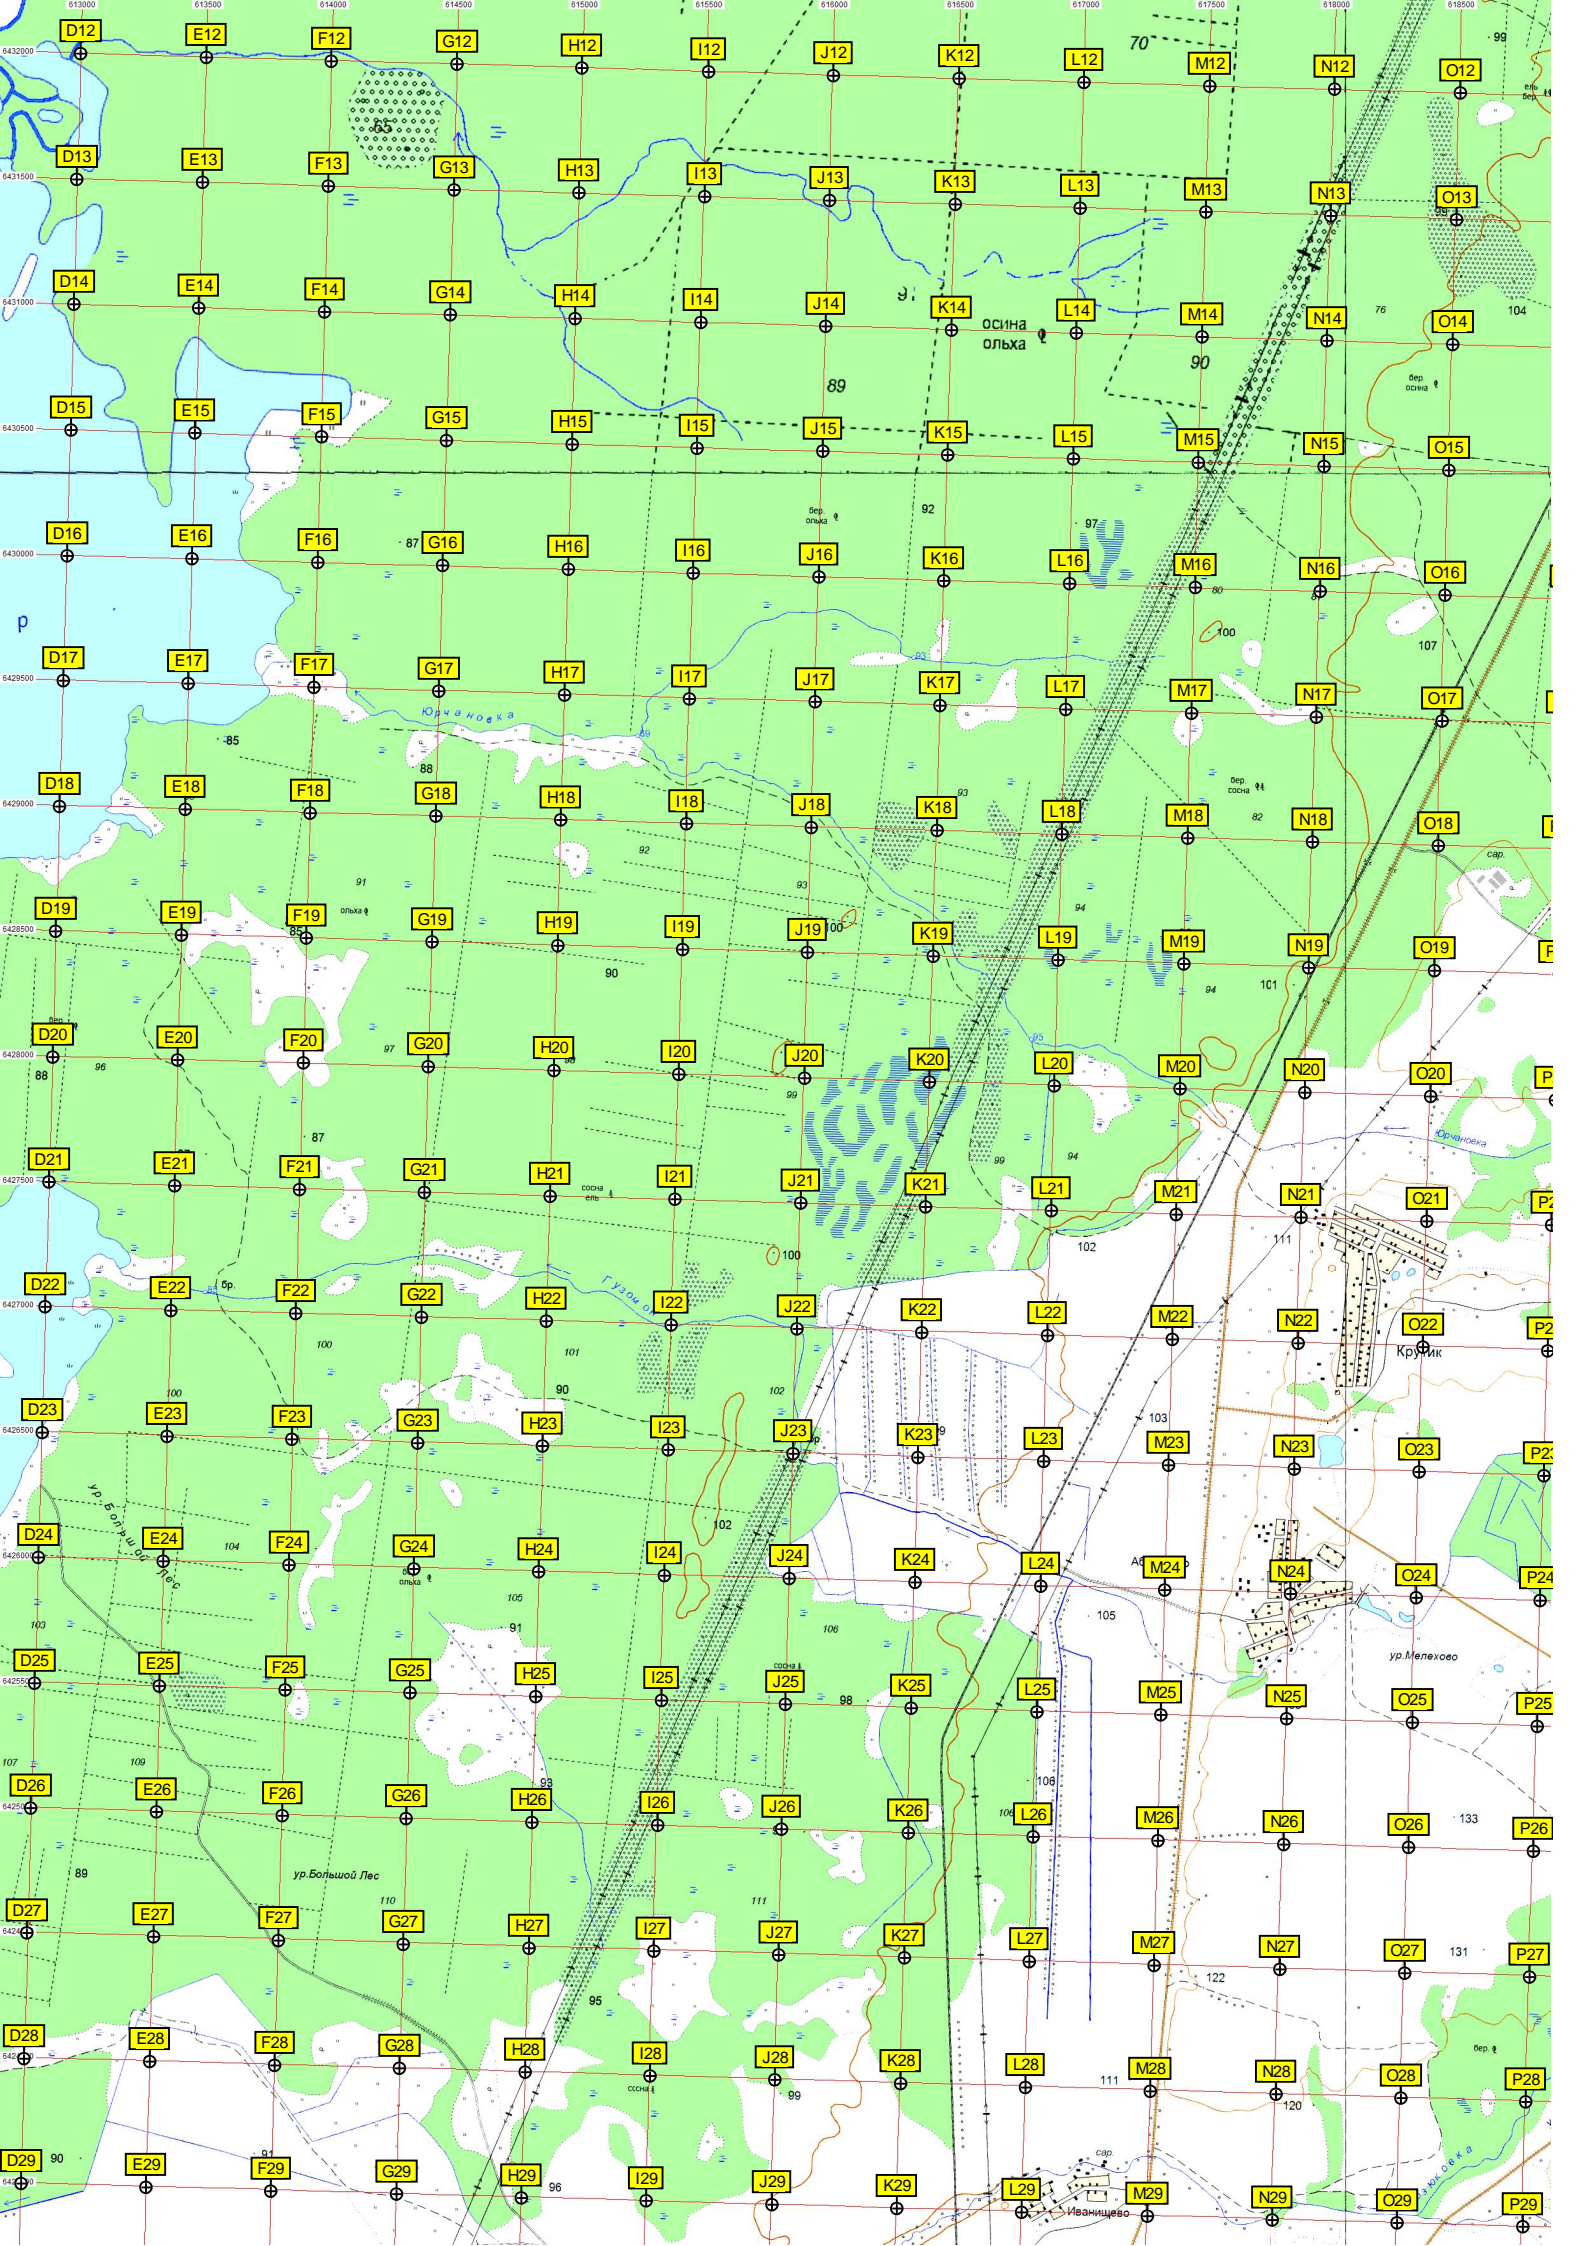 613000 613500 614000 614500 615000 615500 616000 616500 617000 617500 618000 618500
D12 E12 F12 G12 H12 I12 J12 K12 L12 M12 N12 O12
6432000
70
99
65
ель
бер.
D13 E13 F13 G13 H13 I13 J13 K13 L13 M13 N13 O13
6431500
D14 E14 F14 G14 H14 I14 J14 K14 L14 M14 N14 O14
6431000
91
осина
ольха
76
104
90
89
бер.
осина
D15 E15 F15 G15 H15 I15 J15 K15 L15 M15 N15 O15
6430500
92
97
бер.
ольха
87
D16 E16 F16 G16 H16 I16 J16 K16 L16 M16 N16 O16
6430000
80
р
100
107
93
D17 E17 F17 G17 H17 I17 J17 K17 L17 M17 N17 O17
6429500
Юрчановка
89
85
88
бер.
сосна
93
82
D18 E18 F18 G18 H18 I18 J18 K18 L18 M18 N18 O18
6429000
92
93
91
ольха
94
сар.
D19 E19 F19 G19 H19 I19 J19 K19 L19 M19 N19 O19
6428500
85
100
90
94
101
95
бер.
D20 E20 F20 G20 H20 I20 J20 K20 L20 M20 N20 O20
6428000
97
96
88
98
99
87
94
99
Юрчановка
D21 E21 F21 G21 H21 I21 J21 K21 L21 M21 N21 O21
6427500
сосна
ель
102
111
100
D22 E22 F22 G22 H22 I22 J22 K22 L22 M22 N22 O22
6427000
85
бр.
100
101
Крутик
100
90
102
103
D23 E23 F23 G23 H23 I23 J23 K23 L23 M23 N23 O23 P23
6426500
ур. Большой Лес
102
104
D24 E24 F24 G24 H24 I24 J24 K24 L24 M24 N24 O24 P24
6426000
ольха
105
91
103
106
105
ур.Мелехово
сосна
D25 E25 F25 G25 H25 I25 J25 K25 L25 M25 N25 O25 P25
98
107
109
93
106
106
133
D26 E26 F26 G26 H26 I26 J26 K26 L26 M26 N26 O26 P26
89
ур.Большой Лес
110
111
D27 E27 F27 G27 H27 I27 J27 K27 L27 M27 N27 O27 P27
131
122
95
D28 E28 F28 G28 H28 I28 J28 K28 L28 M28 N28 O28 P28
бер.
111
99
120
90
91
сар.
D29 E29 F29 G29 H29 I29 J29 K29 L29 M29 N29 O29 P29
96
Иванищево